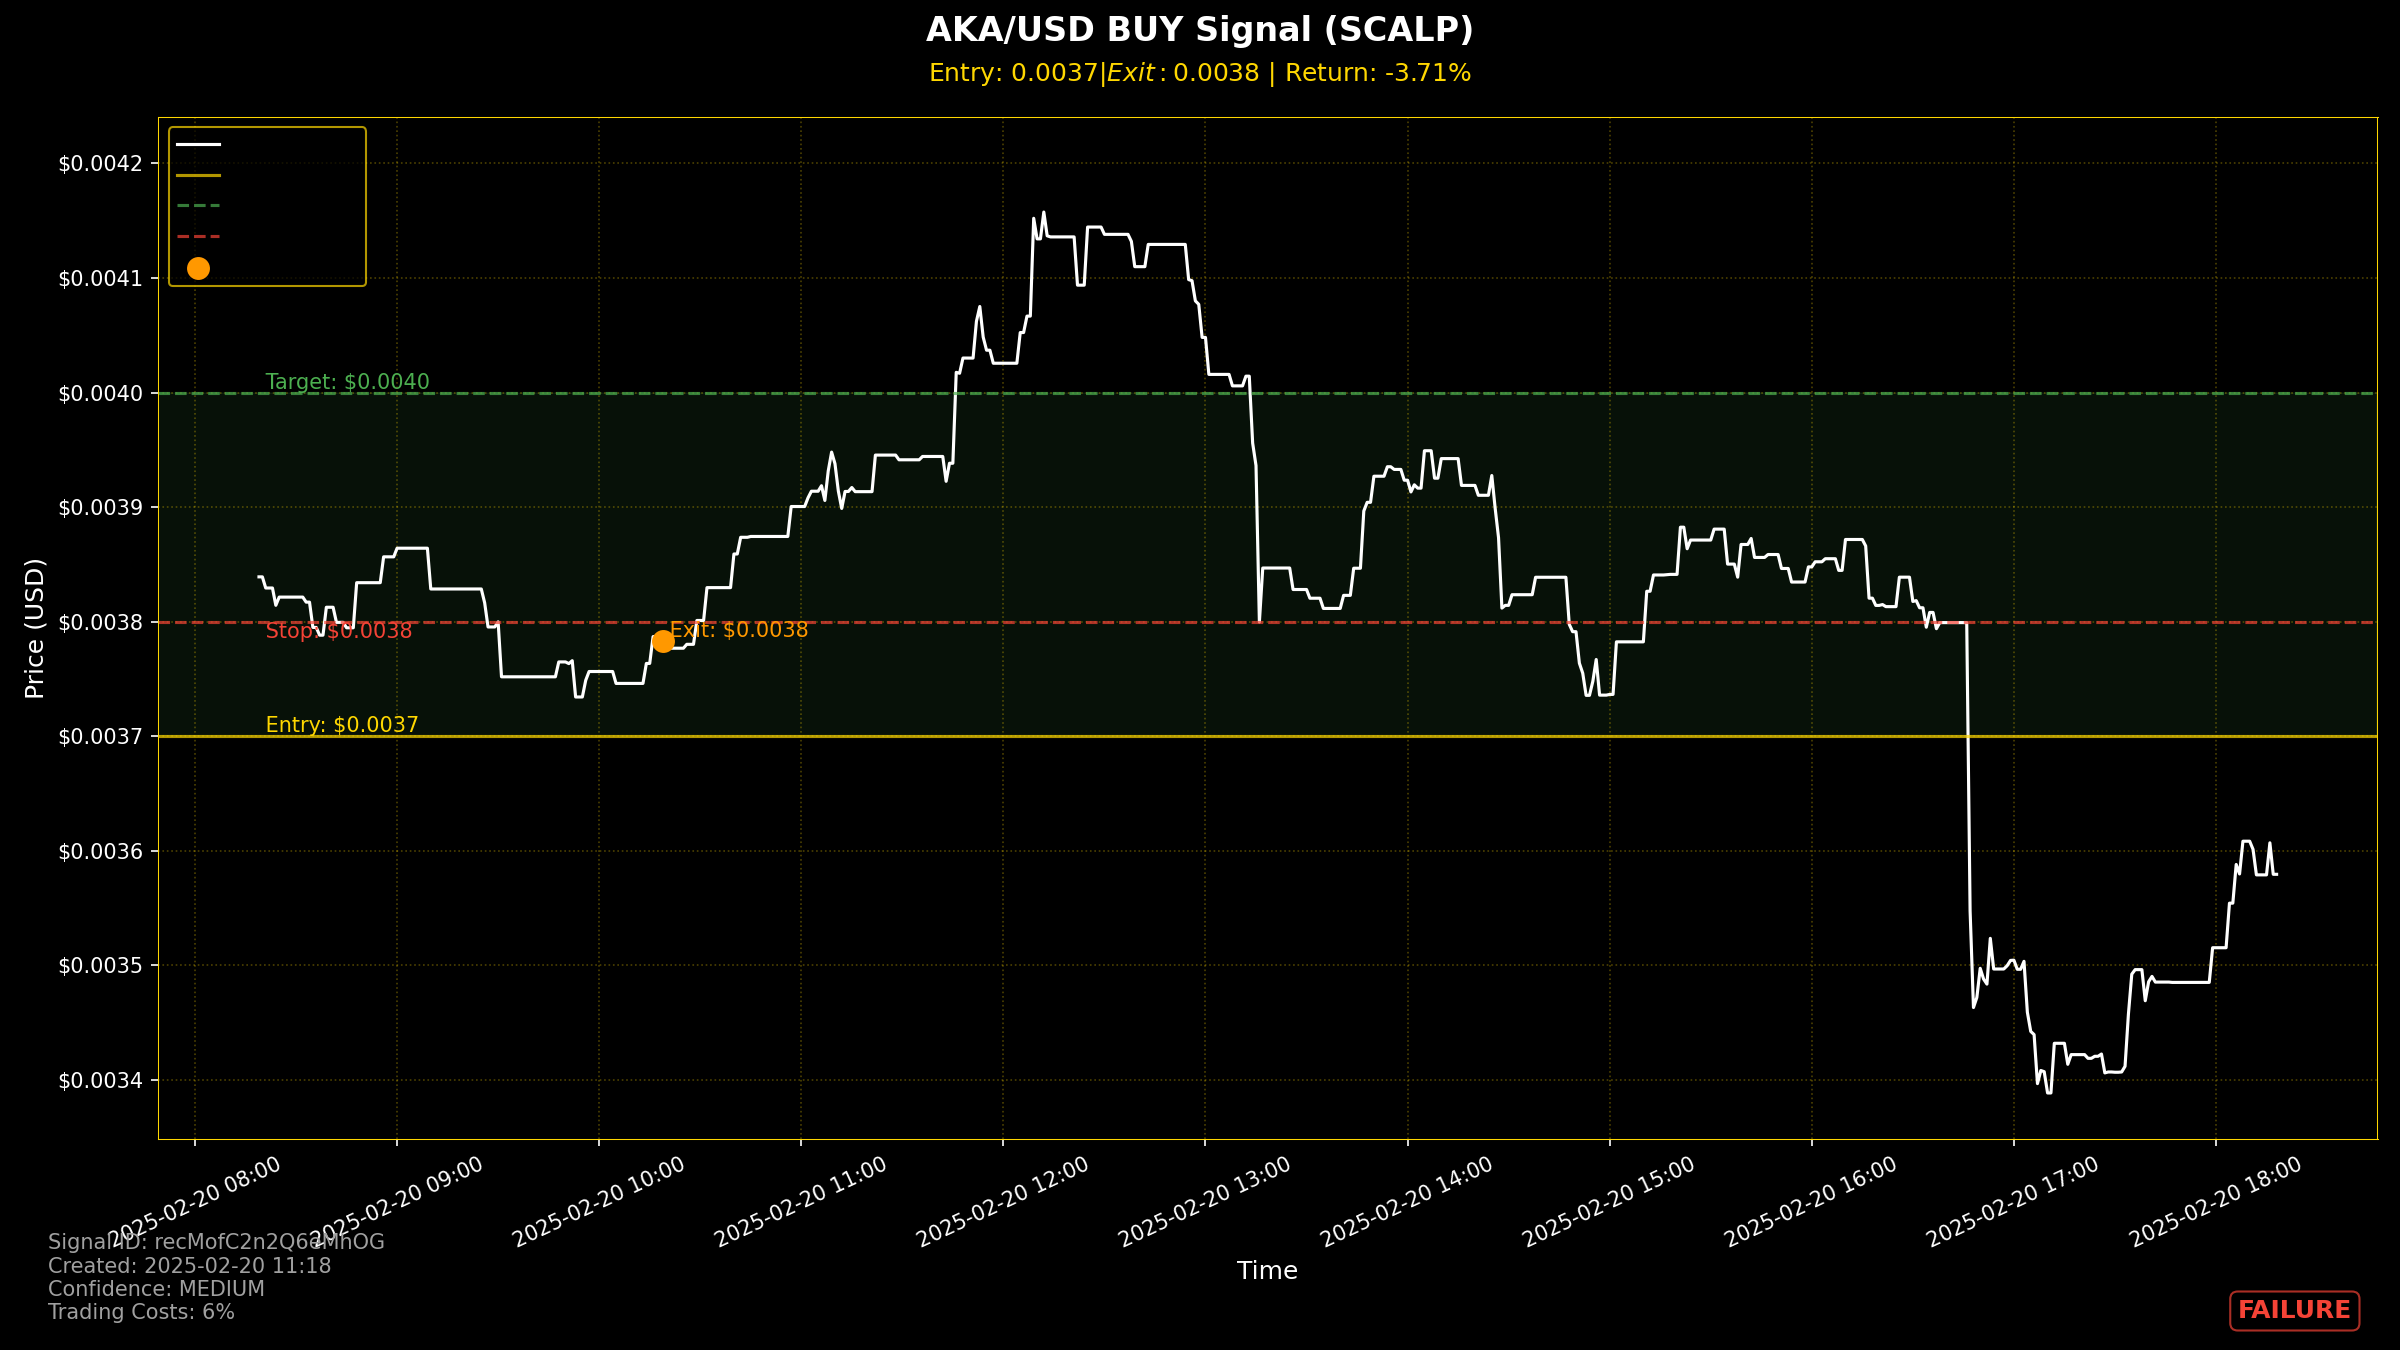 AKA/USD BUY Signal (SCALP)
Entry: 0.0037|Exit: 0.0038 | Return: -3.71%
$0.0042
$0.0041
$0.0040
$0.0039
$0.0038
$0.0037
$0.0036
$0.0035
$0.0034
Price (USD)
Target: $0.0040
Stop: $0.0038
Exit: $0.0038
Entry: $0.0037
2025-02-20 08:00
2025-02-20 09:00
2025-02-20 10:00
2025-02-20 11:00
2025-02-20 12:00
2025-02-20 13:00
2025-02-20 14:00
2025-02-20 15:00
2025-02-20 16:00
2025-02-20 17:00
2025-02-20 18:00
Time
Signal ID: recMofC2n2Q6aMhOG
Created: 2025-02-20 11:18
Confidence: MEDIUM
Trading Costs: 6%
FAILURE